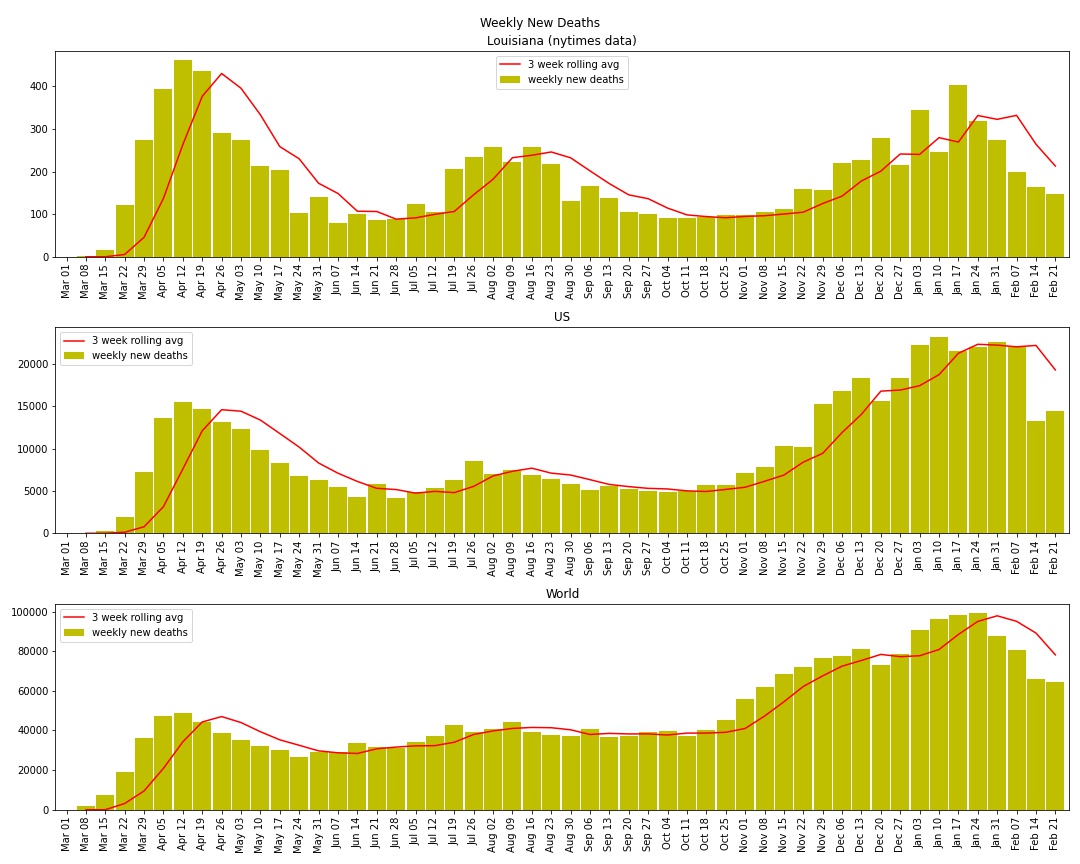 Weekly New Deaths
Louisiana (nytimes data)
3 week rolling avg
weekly new deaths
400
300
200
100
0
Mar 01 Mar 08 Mar 15 Mar 22 Mar 29 Apr 05 Apr 12 Apr 19 Apr 26 May 03 May 10 May 17 May 24 May 31 Jun 07 Jun 14 Jun 21 Jun 28 Jul 05 Jul 12 Jul 19 Jul 26 Aug 02 Aug 09 Aug 16 Aug 23 Aug 30 Sep 06 Sep 13 Sep 20 Sep 27 Oct 04 Oct 11 Oct 18 Oct 25 Nov 01 Nov 08 Nov 15 Nov 22 Nov 29 Dec 06 Dec 13 Dec 20 Dec 27 Jan 03 Jan 10 Jan 17 Jan 24 Jan 31 Feb 07 Feb 14 Feb 21
US
3 week rolling avg
weekly new deaths
20000
15000
10000
5000
0
Mar 01 Mar 08 Mar 15 Mar 22 Mar 29 Apr 05 Apr 12 Apr 19 Apr 26 May 03 May 10 May 17 May 24 May 31 Jun 07 Jun 14 Jun 21 Jun 28 Jul 05 Jul 12 Jul 19 Jul 26 Aug 02 Aug 09 Aug 16 Aug 23 Aug 30 Sep 06 Sep 13 Sep 20 Sep 27 Oct 04 Oct 11 Oct 18 Oct 25 Nov 01 Nov 08 Nov 15 Nov 22 Nov 29 Dec 06 Dec 13 Dec 20 Dec 27 Jan 03 Jan 10 Jan 17 Jan 24 Jan 31 Feb 07 Feb 14 Feb 21
World
3 week rolling avg
weekly new deaths
100000
80000
60000
40000
20000
0
Mar 01 Mar 08 Mar 15 Mar 22 Mar 29 Apr 05 Apr 12 Apr 19 Apr 26 May 03 May 10 May 17 May 24 May 31 Jun 07 Jun 14 Jun 21 Jun 28 Jul 05 Jul 12 Jul 19 Jul 26 Aug 02 Aug 09 Aug 16 Aug 23 Aug 30 Sep 06 Sep 13 Sep 20 Sep 27 Oct 04 Oct 11 Oct 18 Oct 25 Nov 01 Nov 08 Nov 15 Nov 22 Nov 29 Dec 06 Dec 13 Dec 20 Dec 27 Jan 03 Jan 10 Jan 17 Jan 24 Jan 31 Feb 07 Feb 14 Feb 21